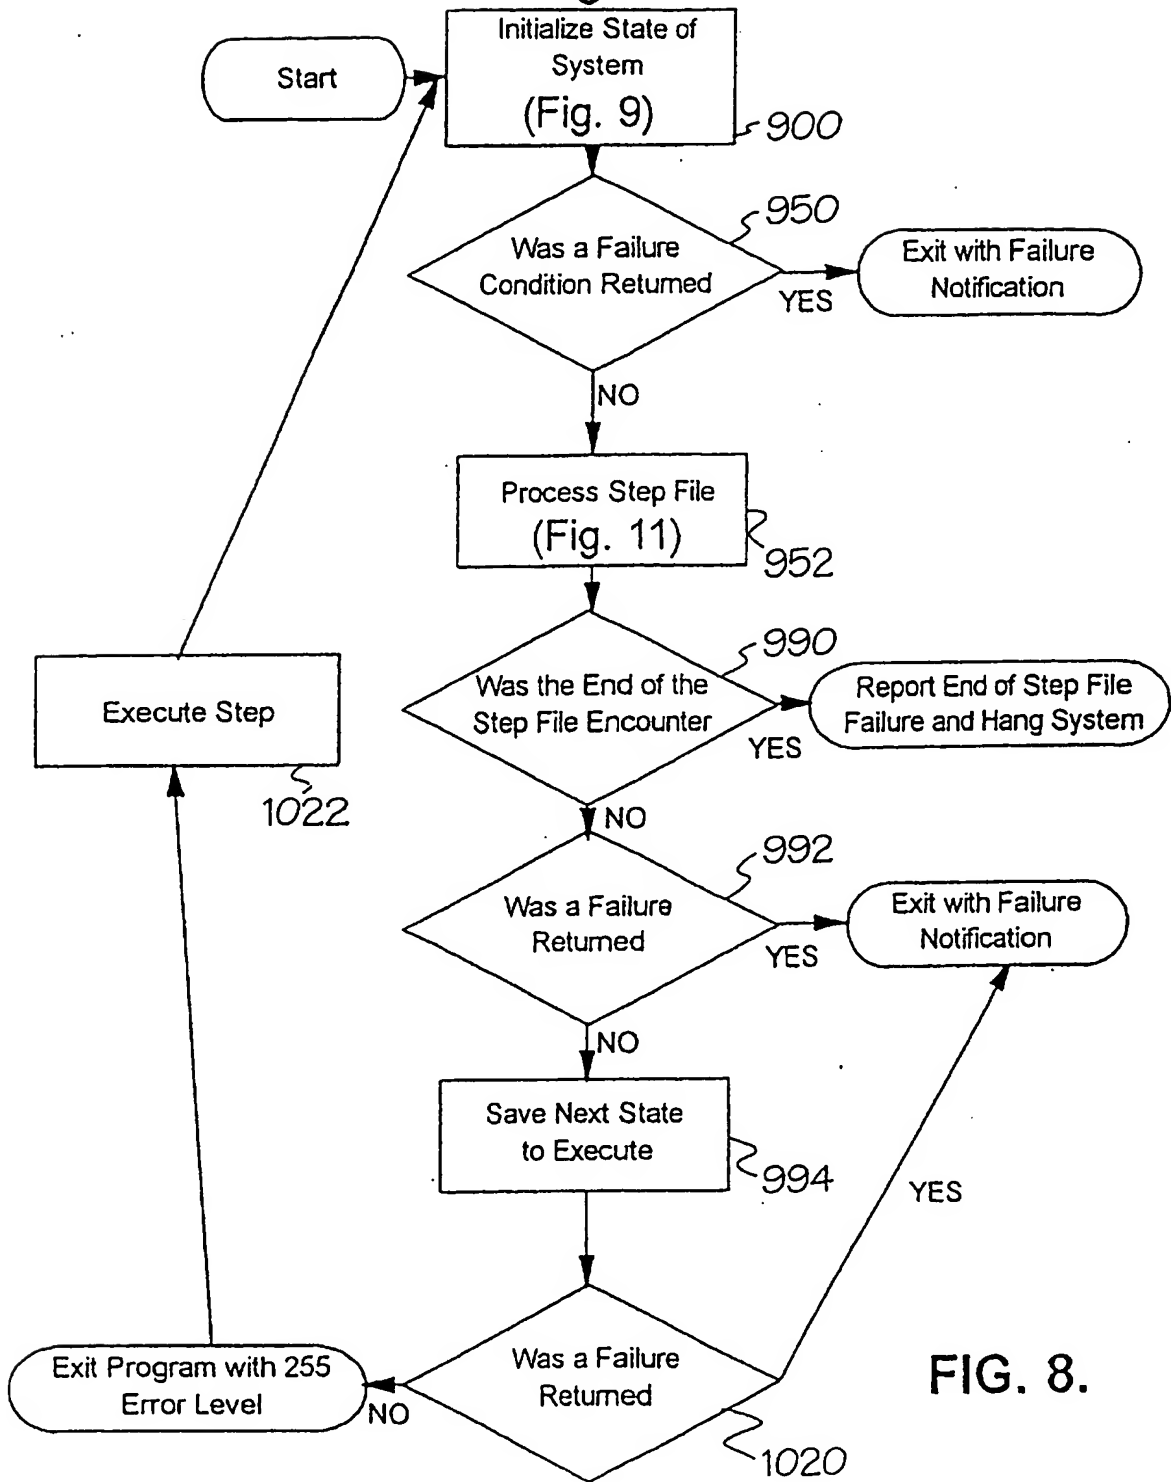 Start
Initialize State of
System
(Fig. 9)
900
Was a Failure
Condition Returned
950
YES
Exit with Failure
Notification
NO
Process Step File
(Fig. 11)
952
Was the End of the
Step File Encounter
990
YES
Report End of Step File
Failure and Hang System
NO
Execute Step
1022
Was a Failure
Returned
992
YES
Exit with Failure
Notification
NO
Save Next State
to Execute
994
YES
Was a Failure
Returned
1020
NO
Exit Program with 255
Error Level
FIG. 8.